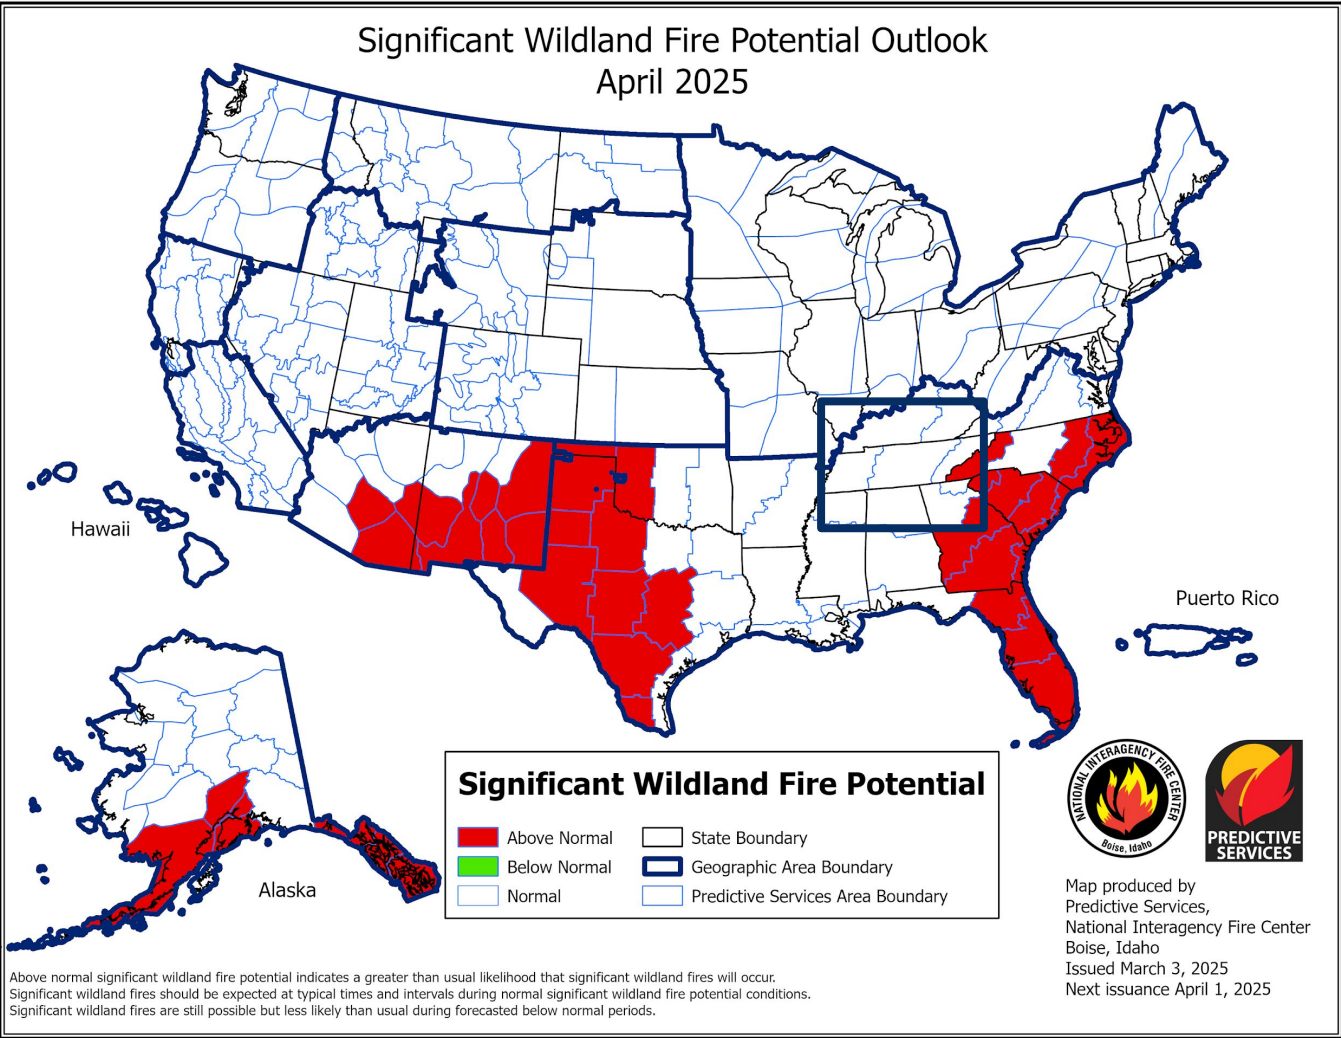 Significant Wildland Fire Potential Outlook
April 2025
Hawaii
Puerto Rico
Alaska
Significant Wildland Fire Potential
Above Normal
Below Normal
Normal
State Boundary
Geographic Area Boundary
Predictive Services Area Boundary
NATIONAL INTERAGENCY FIRE CENTER
Boise, Idaho
PREDICTIVE
SERVICES
Map produced by
Predictive Services,
National Interagency Fire Center
Boise, Idaho
Issued March 3, 2025
Next issuance April 1, 2025
Above normal significant wildland fire potential indicates a greater than usual likelihood that significant wildland fires will occur.
Significant wildland fires should be expected at typical times and intervals during normal significant wildland fire potential conditions.
Significant wildland fires are still possible but less likely than usual during forecasted below normal periods.